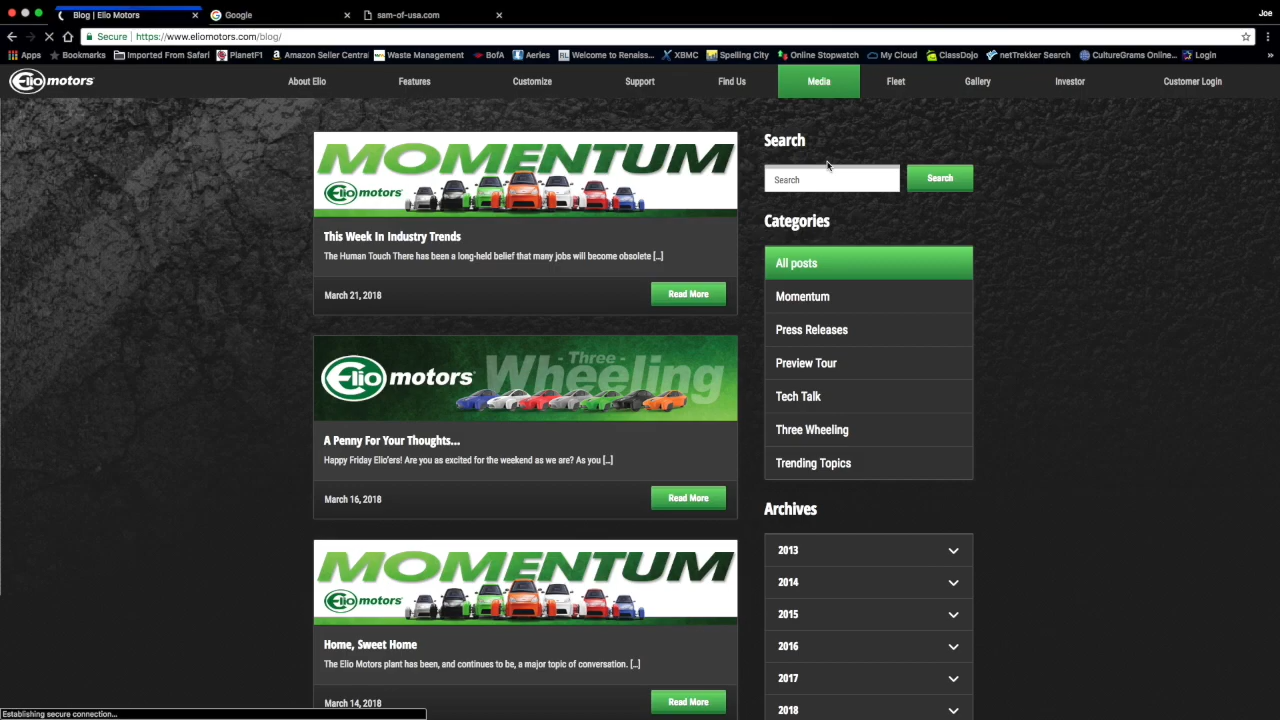 Blog | Elio Motors
Google
sam-of-usa.com
Joe
Secure
https://www.eliomotors.com/blog/
Apps
Bookmarks
Imported From Safari
PlanetF1
Amazon Seller Central
Waste Management
BofA
Aeries
Welcome to Renaiss...
XBMC
Spelling City
Online Stopwatch
My Cloud
ClassDojo
netTrekker Search
CultureGrams Online...
Login
»
Elio motors
About Elio
Features
Customize
Support
Find Us
Media
Fleet
Gallery
Investor
Customer Login
MOMENTUM
Elio motors
This Week In Industry Trends
The Human Touch There has been a long-held belief that many jobs will become obsolete [...]
March 21, 2018
Read More
Elio motors
- Three -
Wheeling
A Penny For Your Thoughts...
Happy Friday Elio'ers! Are you as excited for the weekend as we are? As you [...]
March 16, 2018
Read More
MOMENTUM
Elio motors
Home, Sweet Home
The Elio Motors plant has been, and continues to be, a major topic of conversation. [...]
March 14, 2018
Read More
Search
Search
Search
Categories
All posts
Momentum
Press Releases
Preview Tour
Tech Talk
Three Wheeling
Trending Topics
Archives
2013
2014
2015
2016
2017
2018
Establishing secure connection...